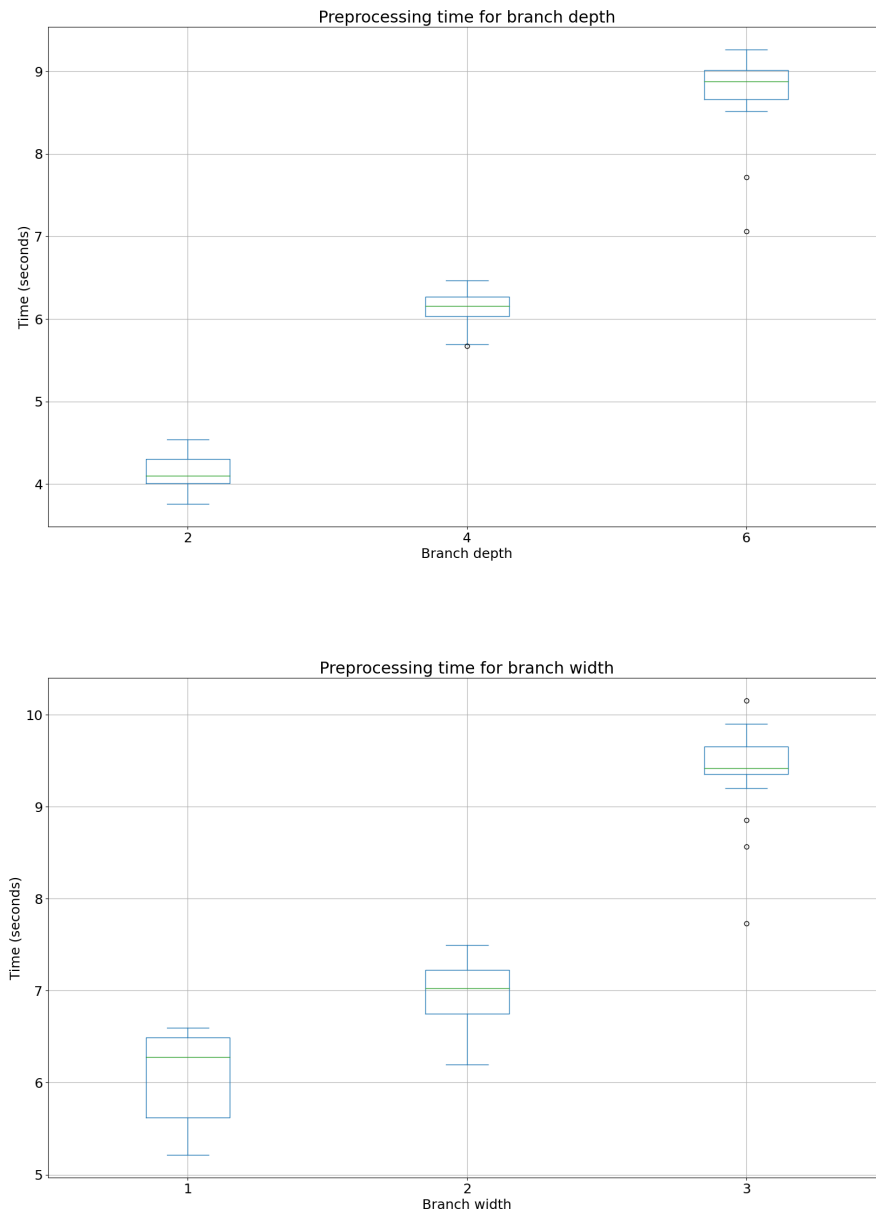 Preprocessing time for branch depth
Time (seconds)
9
8
7
6
5
4
2 4 6
Branch depth
Preprocessing time for branch width
Time (seconds)
10
9
8
7
6
5
1 2 3
Branch width